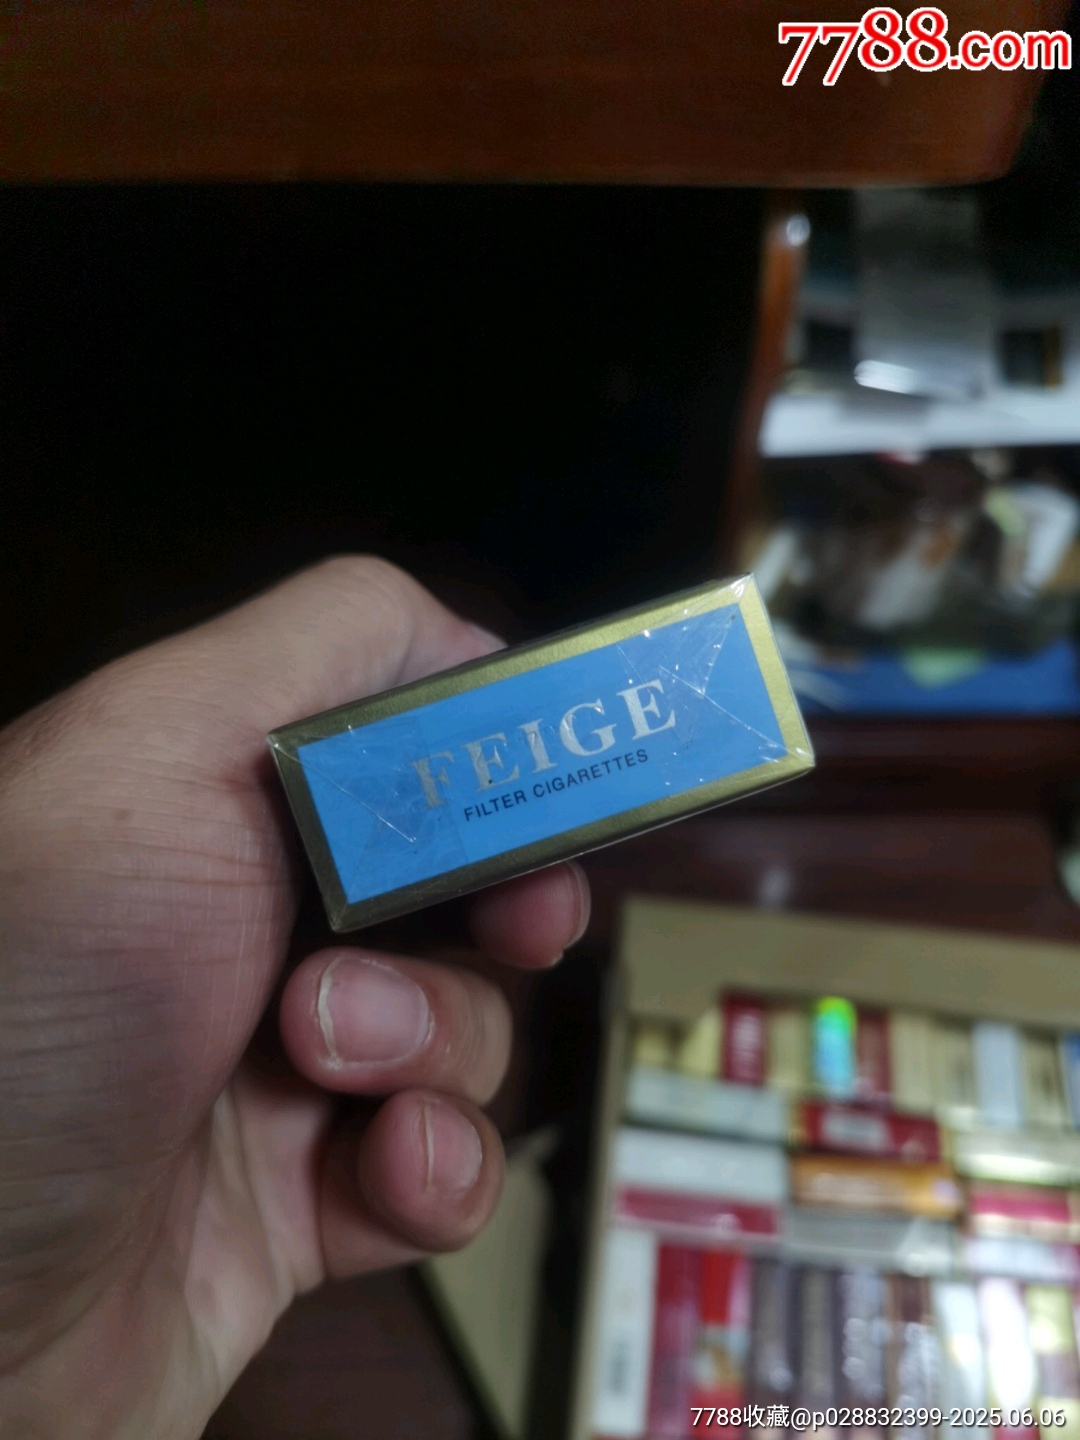 7788.com
FEIGE
FILTER CIGARETTES
7788收藏@p028832399-2025.06.06